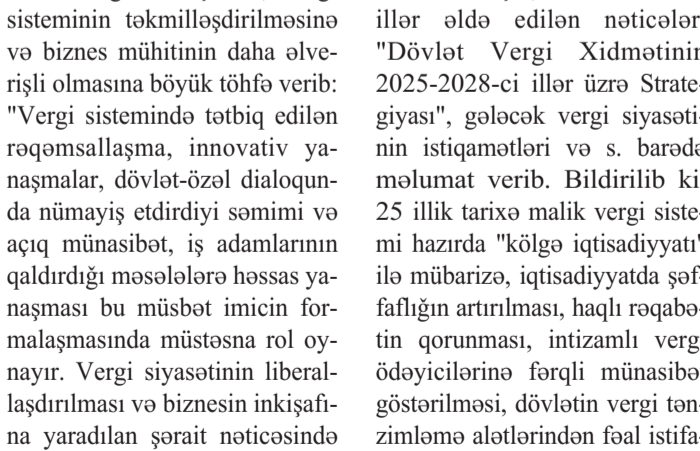 sisteminin təkmilləşdirilməsinə
və biznes mühitinin daha əlve-
rişli olmasına böyük töhfə verib:
"Vergi sistemində tətbiq edilən
rəqəmsallaşma, innovativ ya-
naşmalar, dövlət-özəl dialoqun-
da nümayiş etdirdiyi səmimi və
açıq münasibət, iş adamlarının
qaldırdığı məsələlərə həssas ya-
naşması bu müsbət imicin for-
malaşmasında müstəsna rol oy-
nayır. Vergi siyasətinin liberal-
laşdırılması və biznesin inkişafı-
na yaradılan şərait nəticəsində
illər əldə edilən nəticələr
"Dövlət Vergi Xidmətinin
2025-2028-ci illər üzrə Strate-
giyası", gələcək vergi siyasəti-
nin istiqamətləri və s. barədə
məlumat verib. Bildirilib ki
25 illik tarixə malik vergi siste-
mi hazırda "kölgə iqtisadiyyatı"
ilə mübarizə, iqtisadiyyatda şəf-
faflığın artırılması, haqlı rəqabə-
tin qorunması, intizamlı verg
ödəyicilərinə fərqli münasibə
göstərilməsi, dövlətin vergi tən-
zimləmə alətlərindən fəal istifa-